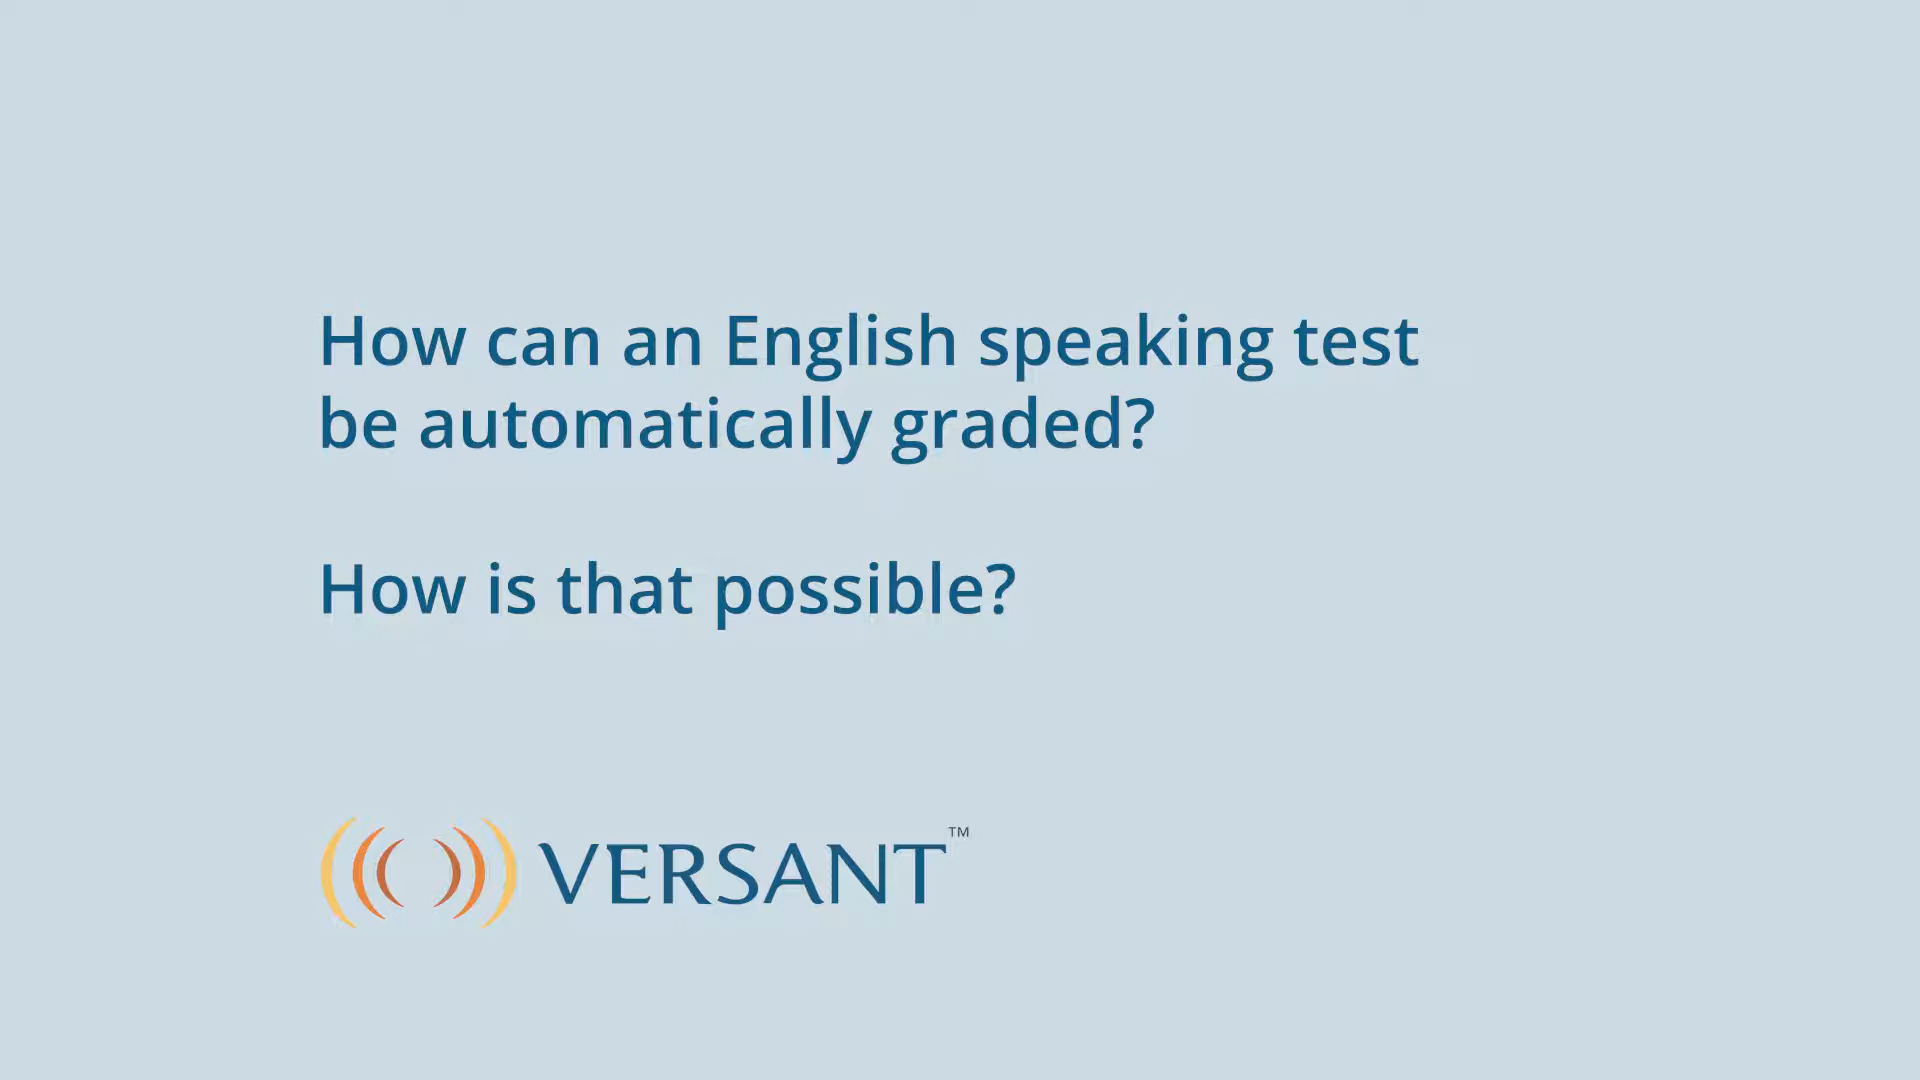 How can an English speaking test
be automatically graded?
How is that possible?
VERSANT™